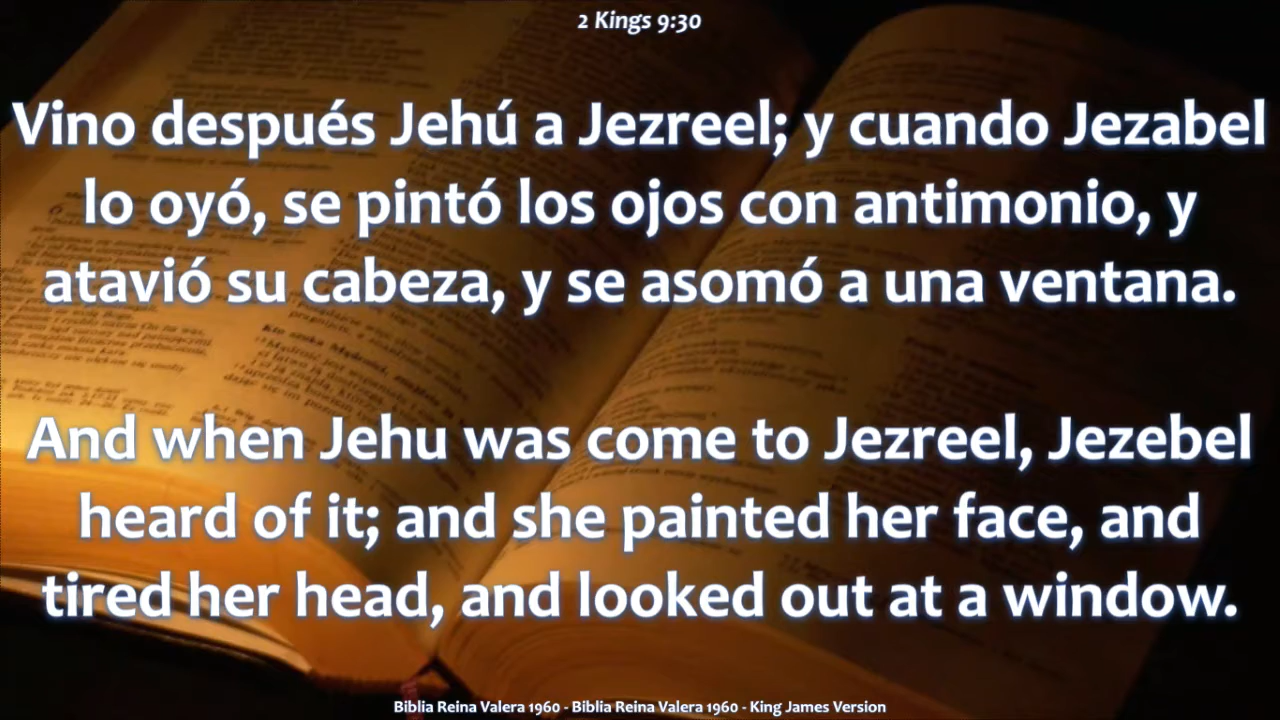 2 Kings 9:30
Vino después Jehú a Jezreel; y cuando Jezabel
lo oyó, se pintó los ojos con antimonio, y
atavió su cabeza, y se asomó a una ventana.
And when Jehu was come to Jezreel, Jezebel
heard of it; and she painted her face, and
tired her head, and looked out at a window.
Biblia Reina Valera 1960 - Biblia Reina Valera 1960 - King James Version